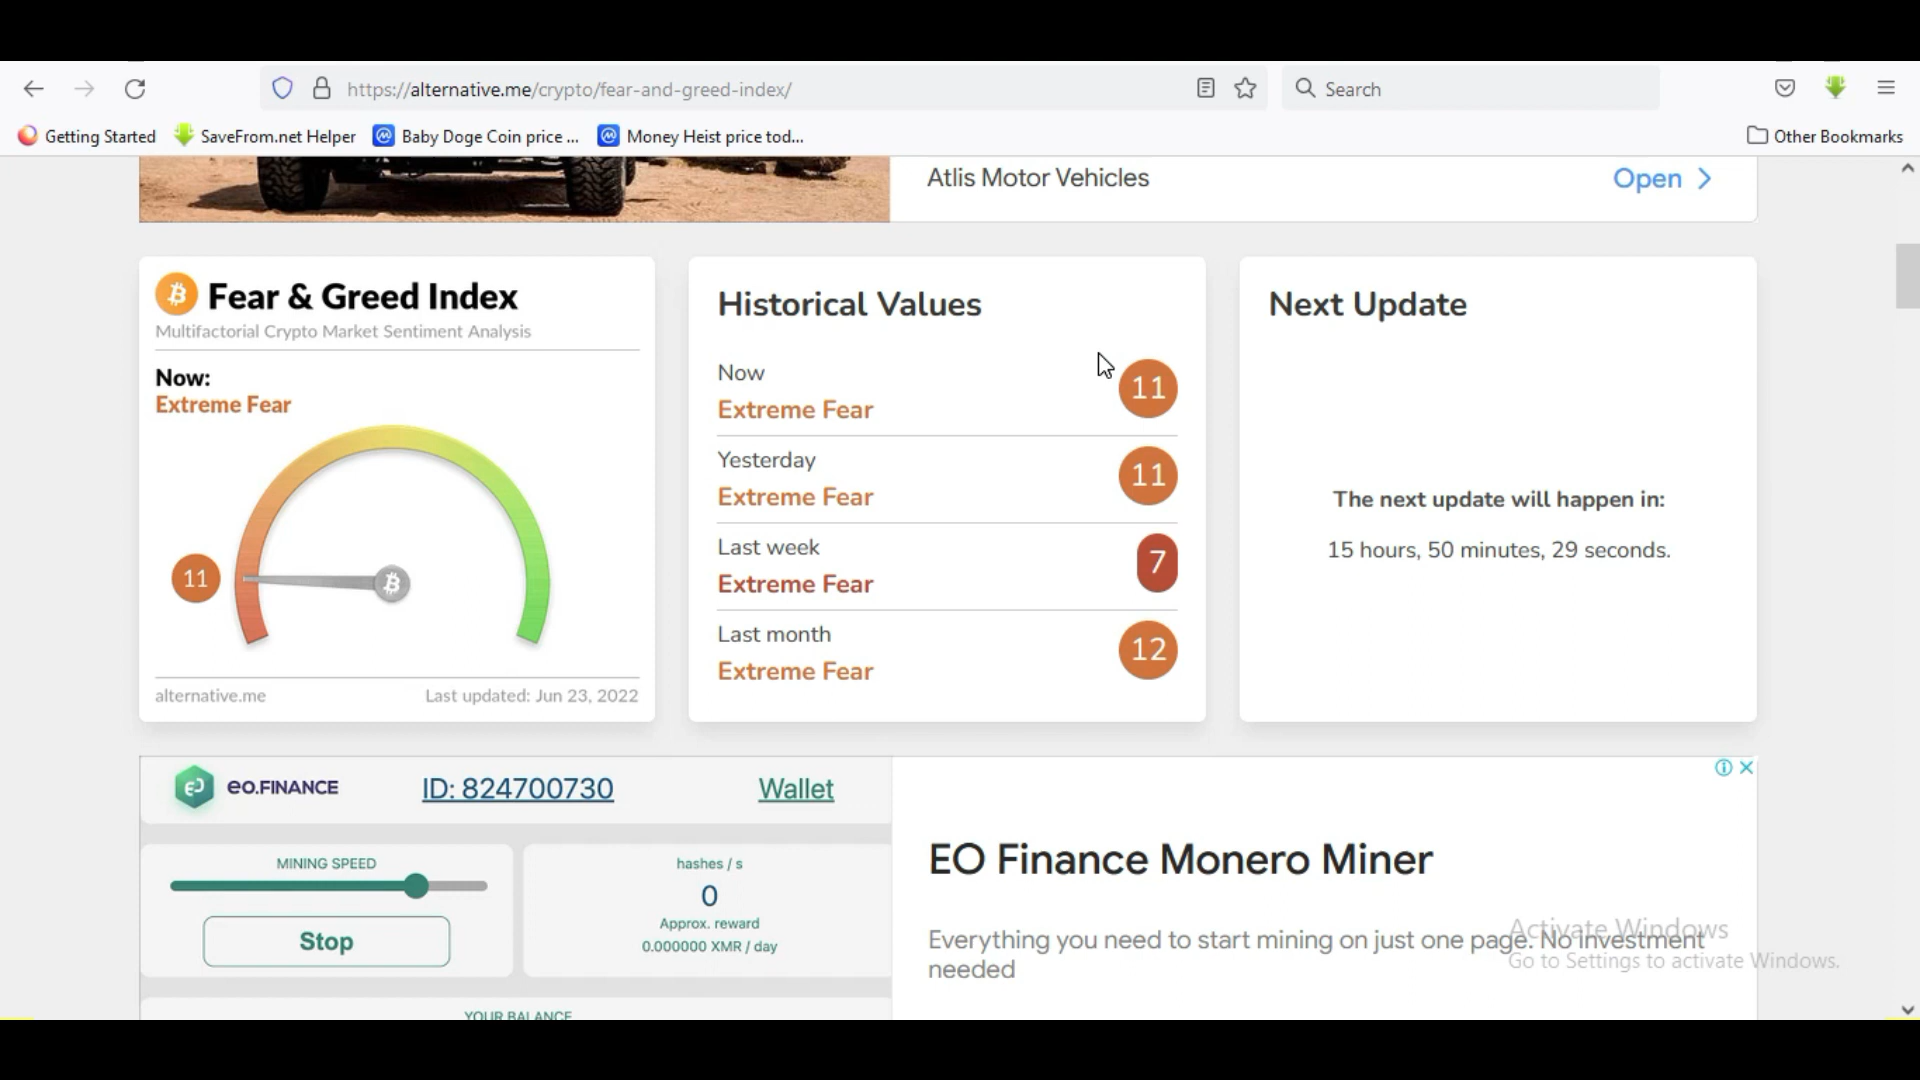 https://alternative.me/crypto/fear-and-greed-index/
Search
Getting Started
SaveFrom.net Helper
Baby Doge Coin price ...
Money Heist price tod...
Other Bookmarks
Atlis Motor Vehicles
Open
Fear & Greed Index
Multifactorial Crypto Market Sentiment Analysis
Now:
Extreme Fear
11
alternative.me
Last updated: Jun 23, 2022
Historical Values
Now
Extreme Fear
11
Yesterday
Extreme Fear
11
Last week
Extreme Fear
7
Last month
Extreme Fear
12
Next Update
The next update will happen in:
15 hours, 50 minutes, 29 seconds.
eo.FINANCE
ID: 824700730
Wallet
MINING SPEED
Stop
hashes / s
0
Approx. reward
0.000000 XMR / day
YOUR BALANCE
EO Finance Monero Miner
Everything you need to start mining on just one page. No Investment
needed
Activate Windows
Go to Settings to activate Windows.